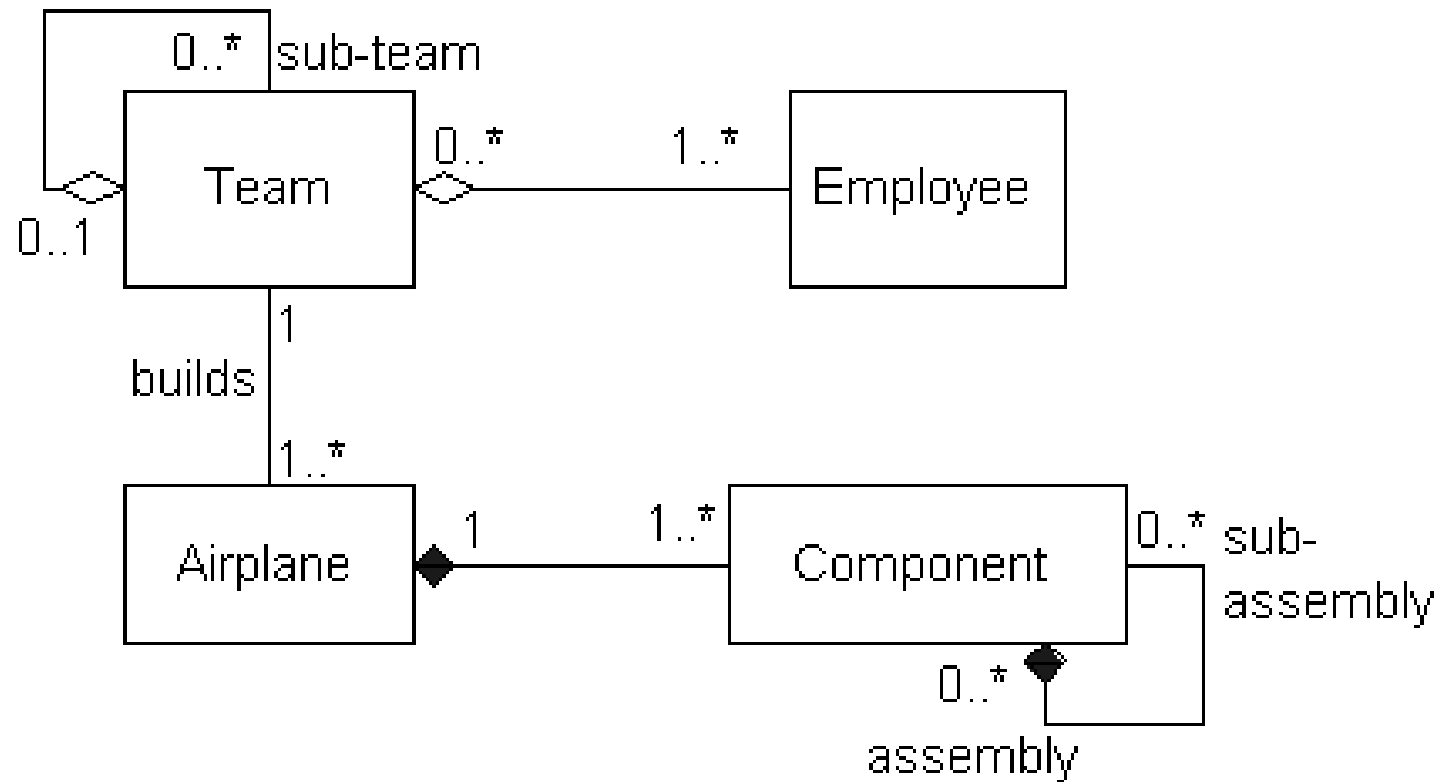 0..* sub-team
0..* 1..*
Team Employee
0..1
1
builds
1..*
1 1..* 0..* sub-
Airplane Component
assembly
0..*
assembly